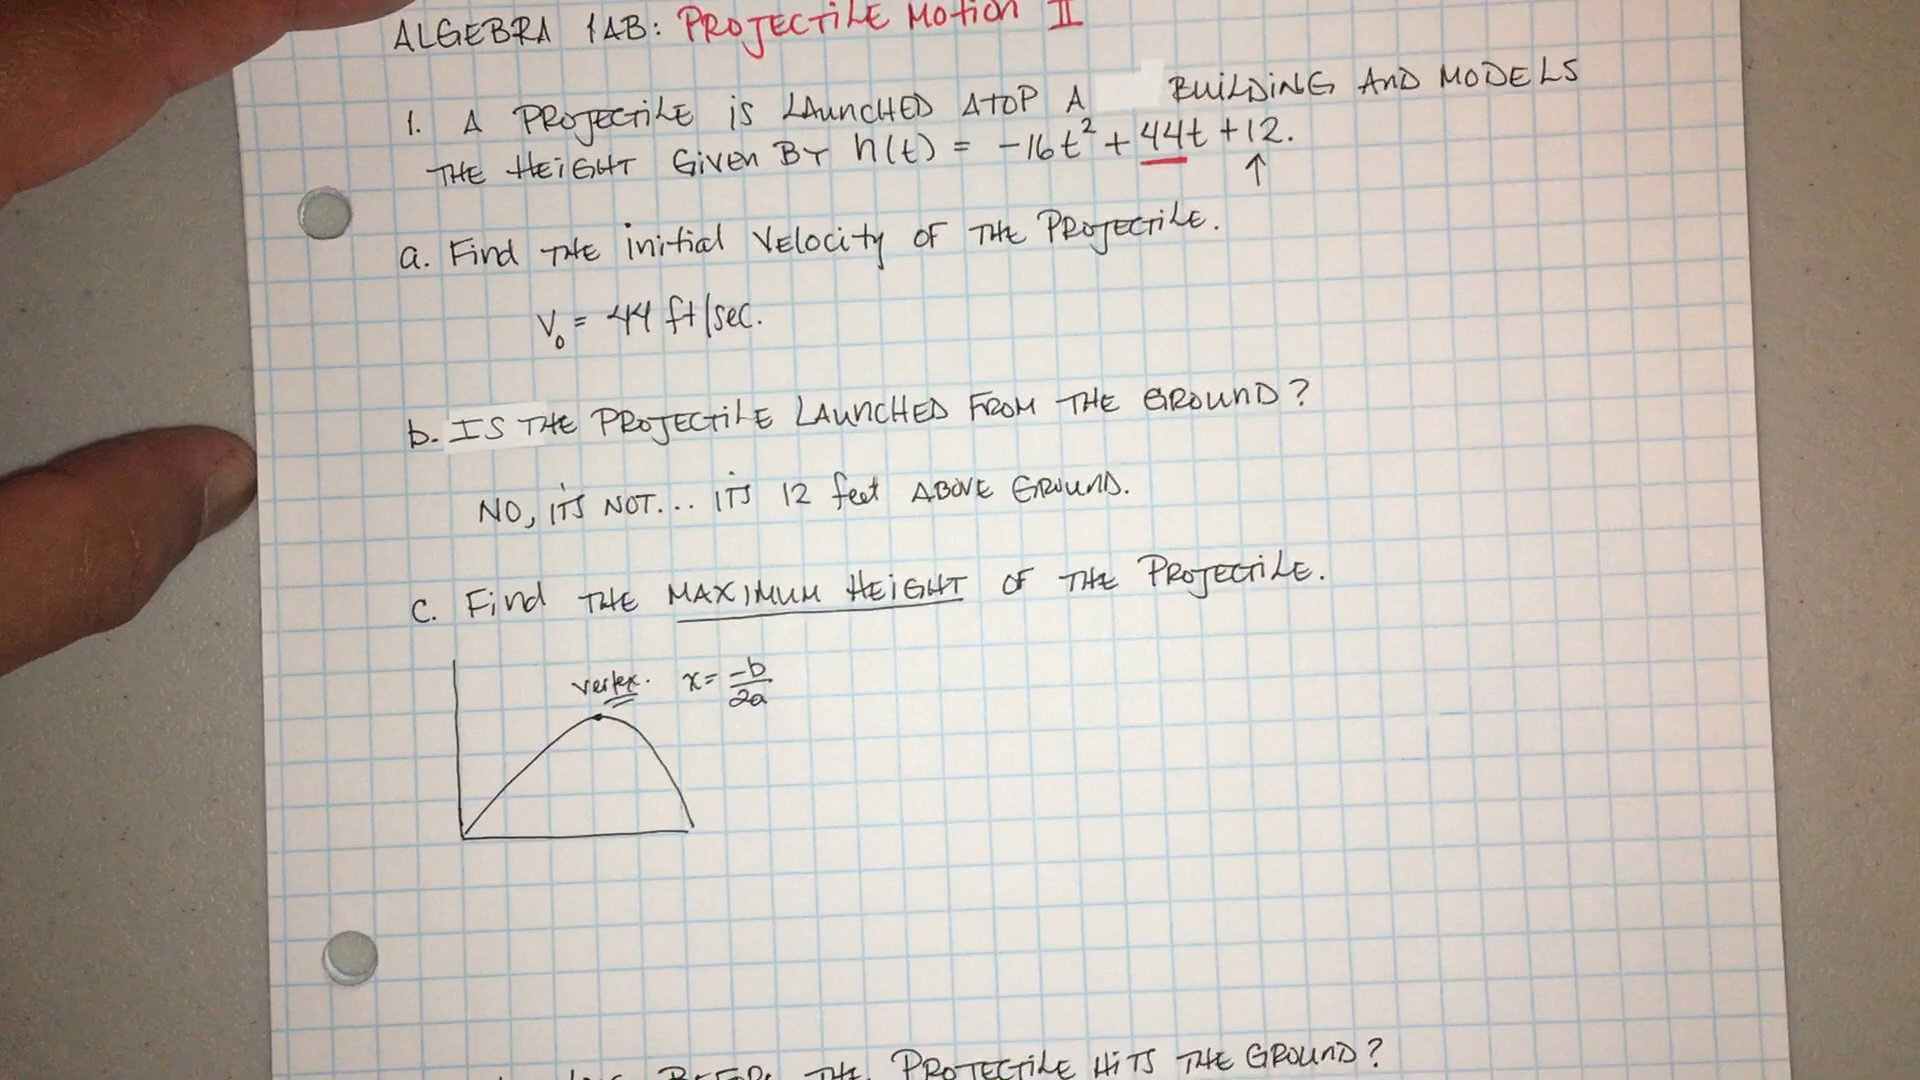 ALGEBRA 1AB: PROJECTILE MOTION II
1. A PROJECTILE IS LAUNCHED ATOP A BUILDING AND MODELS
THE HEIGHT GIVEN BY h(t) = -16t² + 44t + 12.
↑
a. Find THE initial VELOCITY OF THE PROJECTILE.
V₀ = 44 ft/sec.
b. IS THE PROJECTILE LAUNCHED FROM THE GROUND?
NO, IT'S NOT... IT'S 12 feet ABOVE GROUND.
C. Find THE MAXIMUM HEIGHT OF THE PROJECTILE.
vertex. x = -b/2a
BEFORE THE PROJECTILE HITS THE GROUND?